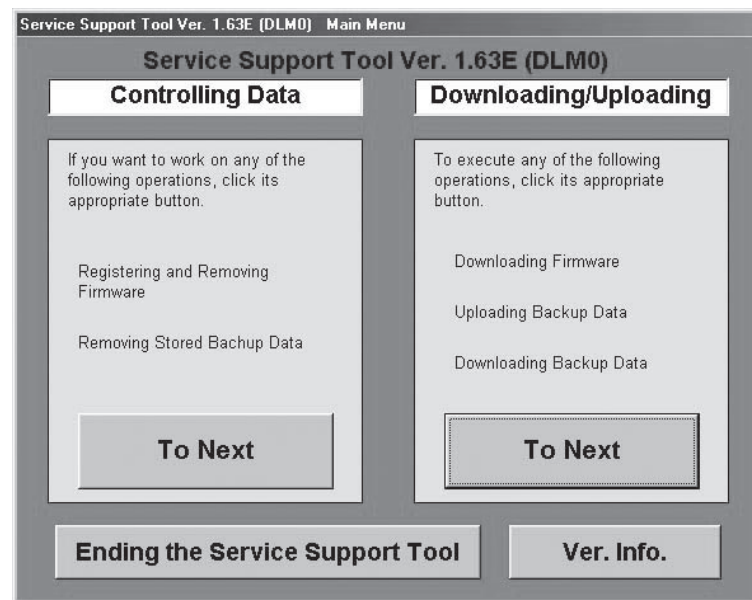 Service Support Tool Ver. 1.63E (DLM0)   Main Menu
Service Support Tool Ver. 1.63E (DLM0)
Controlling Data
If you want to work on any of the
following operations, click its
appropriate button.
Registering and Removing
Firmware
Removing Stored Bachup Data
To Next
Downloading/Uploading
To execute any of the following
operations, click its appropriate
button.
Downloading Firmware
Uploading Backup Data
Downloading Backup Data
To Next
Ending the Service Support Tool
Ver. Info.